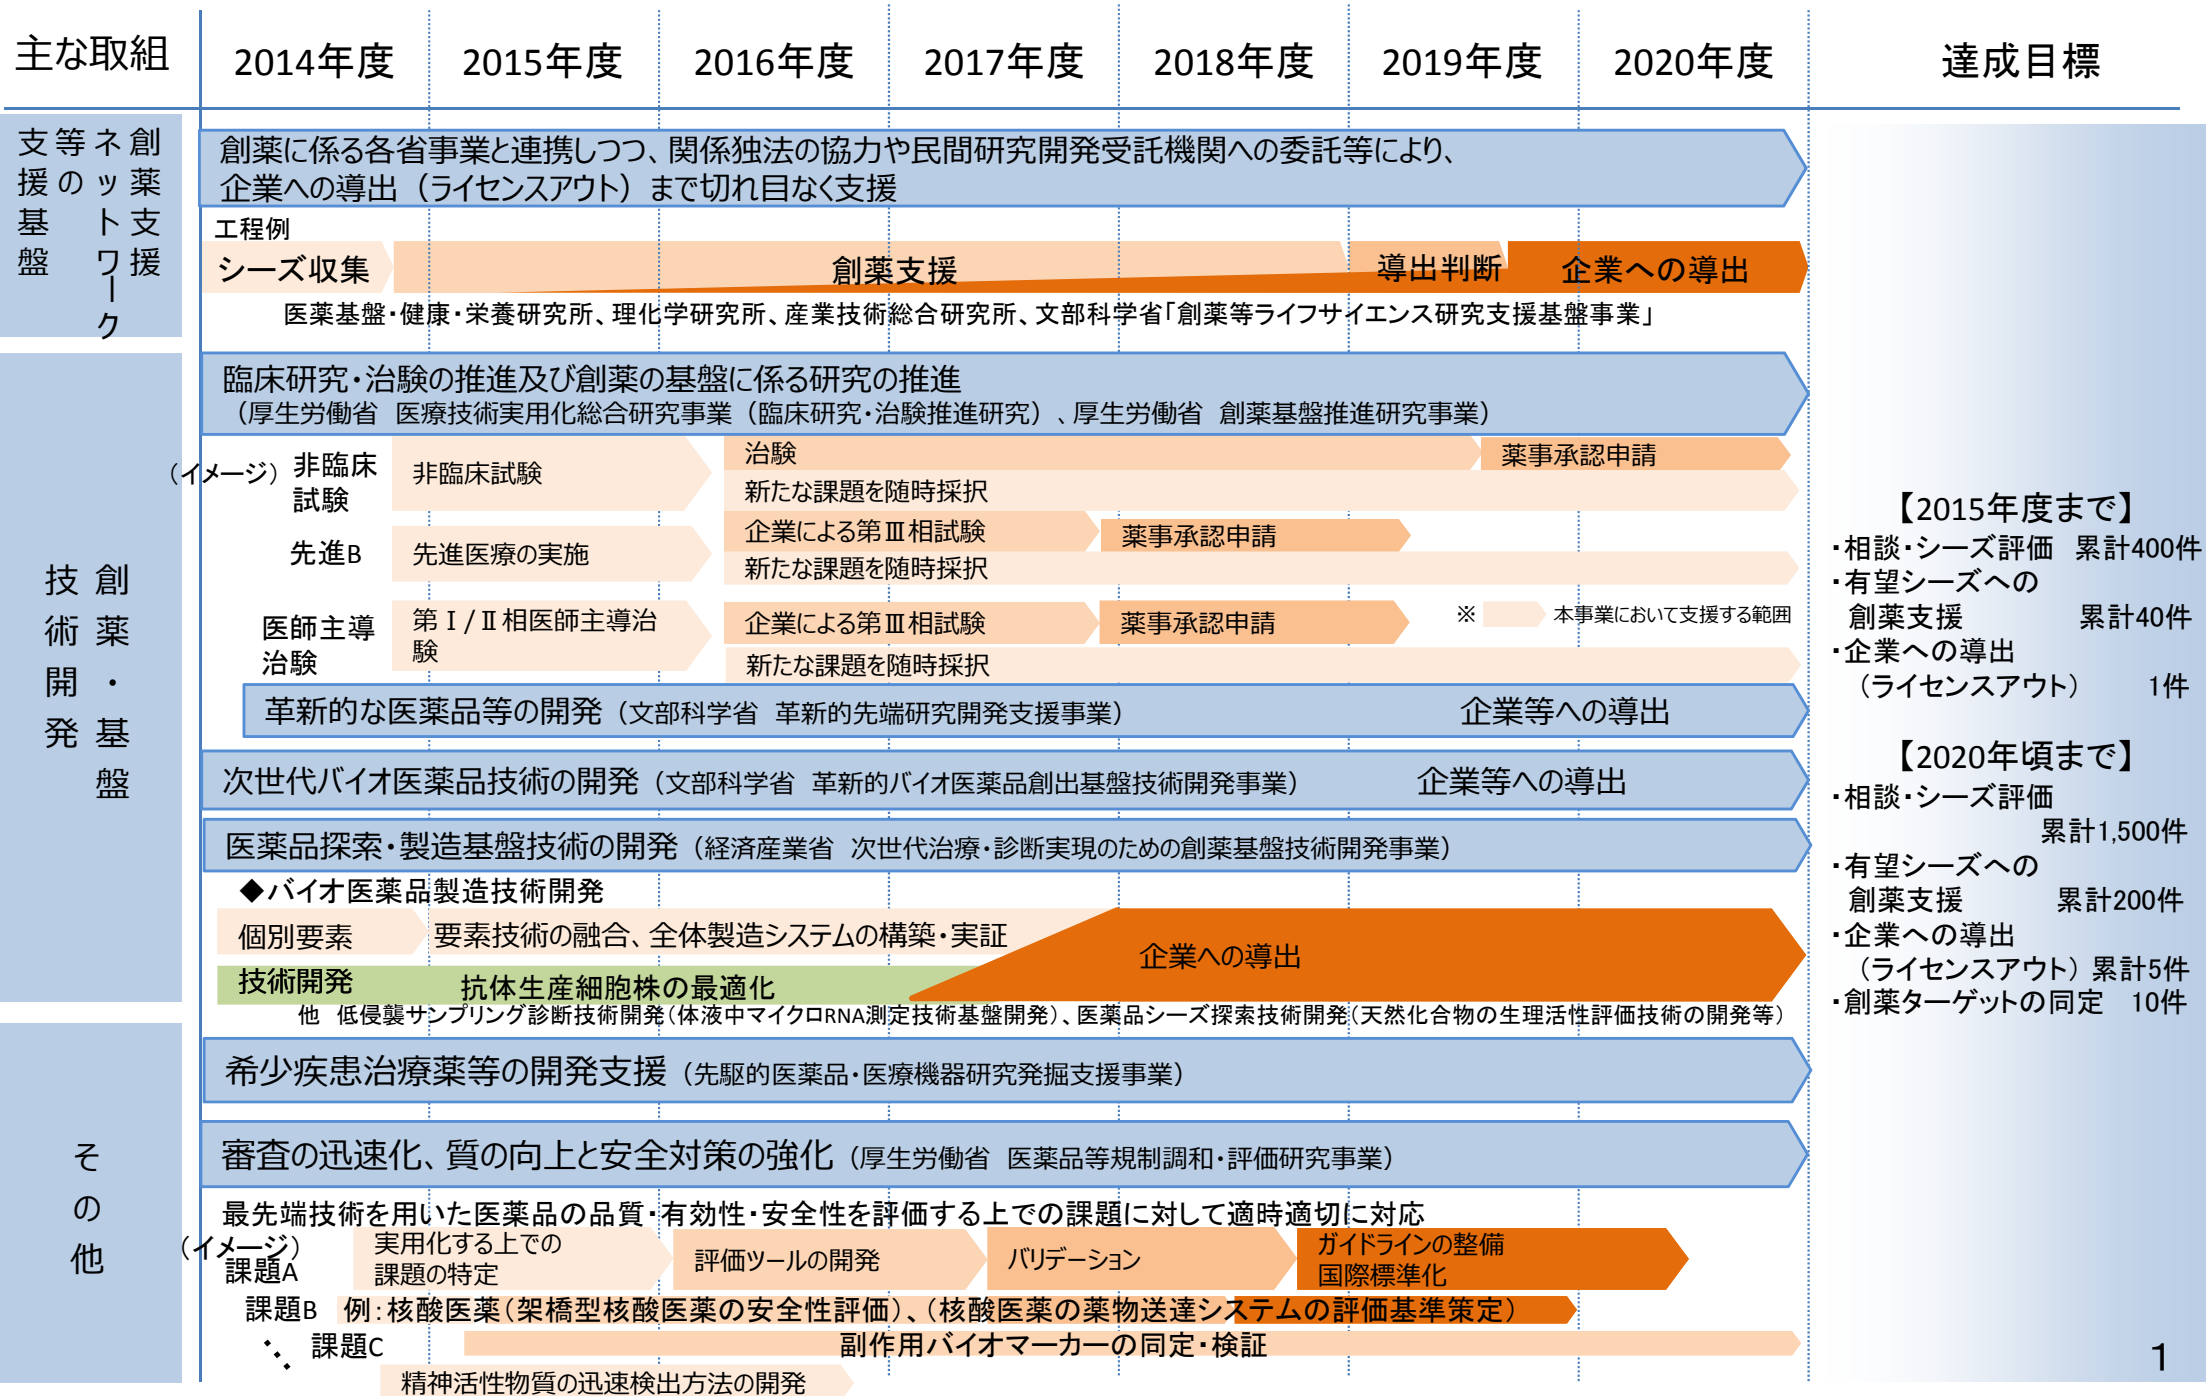 主な取組
2014年度
2015年度
2016年度
2017年度
2018年度
2019年度
2020年度
達成目標
創薬支援
ネットワーク
等の
支援基盤
創薬に係る各省事業と連携しつつ、関係独法の協力や民間研究開発受託機関への委託等により、
企業への導出（ライセンスアウト）まで切れ目なく支援
工程例
シーズ収集
創薬支援
導出判断
企業への導出
医薬基盤・健康・栄養研究所、理化学研究所、産業技術総合研究所、文部科学省「創薬等ライフサイエンス研究支援基盤事業」
創薬・基盤
技術開発
臨床研究・治験の推進及び創薬の基盤に係る研究の推進
（厚生労働省 医療技術実用化総合研究事業（臨床研究・治験推進研究）、厚生労働省 創薬基盤推進研究事業）
（イメージ）
非臨床
試験
非臨床試験
治験
薬事承認申請
新たな課題を随時採択
先進B
先進医療の実施
企業による第Ⅲ相試験
薬事承認申請
新たな課題を随時採択
医師主導
治験
第Ⅰ/Ⅱ相医師主導治
験
企業による第Ⅲ相試験
薬事承認申請
※ 本事業において支援する範囲
新たな課題を随時採択
革新的な医薬品等の開発（文部科学省 革新的先端研究開発支援事業） 企業等への導出
次世代バイオ医薬品技術の開発（文部科学省 革新的バイオ医薬品創出基盤技術開発事業） 企業等への導出
医薬品探索・製造基盤技術の開発（経済産業省 次世代治療・診断実現のための創薬基盤技術開発事業）
◆バイオ医薬品製造技術開発
個別要素
技術開発
要素技術の融合、全体製造システムの構築・実証
抗体生産細胞株の最適化
企業への導出
他 低侵襲サンプリング診断技術開発（体液中マイクロRNA測定技術基盤開発）、医薬品シーズ探索技術開発（天然化合物の生理活性評価技術の開発等）
その他
希少疾患治療薬等の開発支援（先駆的医薬品・医療機器研究発掘支援事業）
審査の迅速化、質の向上と安全対策の強化（厚生労働省 医薬品等規制調和・評価研究事業）
最先端技術を用いた医薬品の品質・有効性・安全性を評価する上での課題に対して適時適切に対応
（イメージ）
課題A
実用化する上での
課題の特定
評価ツールの開発
バリデーション
ガイドラインの整備
国際標準化
課題B
例：核酸医薬（架橋型核酸医薬の安全性評価）、（核酸医薬の薬物送達システムの評価基準策定）
課題C
副作用バイオマーカーの同定・検証
精神活性物質の迅速検出方法の開発
【2015年度まで】
・相談・シーズ評価 累計400件
・有望シーズへの
創薬支援 累計40件
・企業への導出
（ライセンスアウト） 1件
【2020年頃まで】
・相談・シーズ評価
累計1,500件
・有望シーズへの
創薬支援 累計200件
・企業への導出
（ライセンスアウト）累計5件
・創薬ターゲットの同定 10件
1